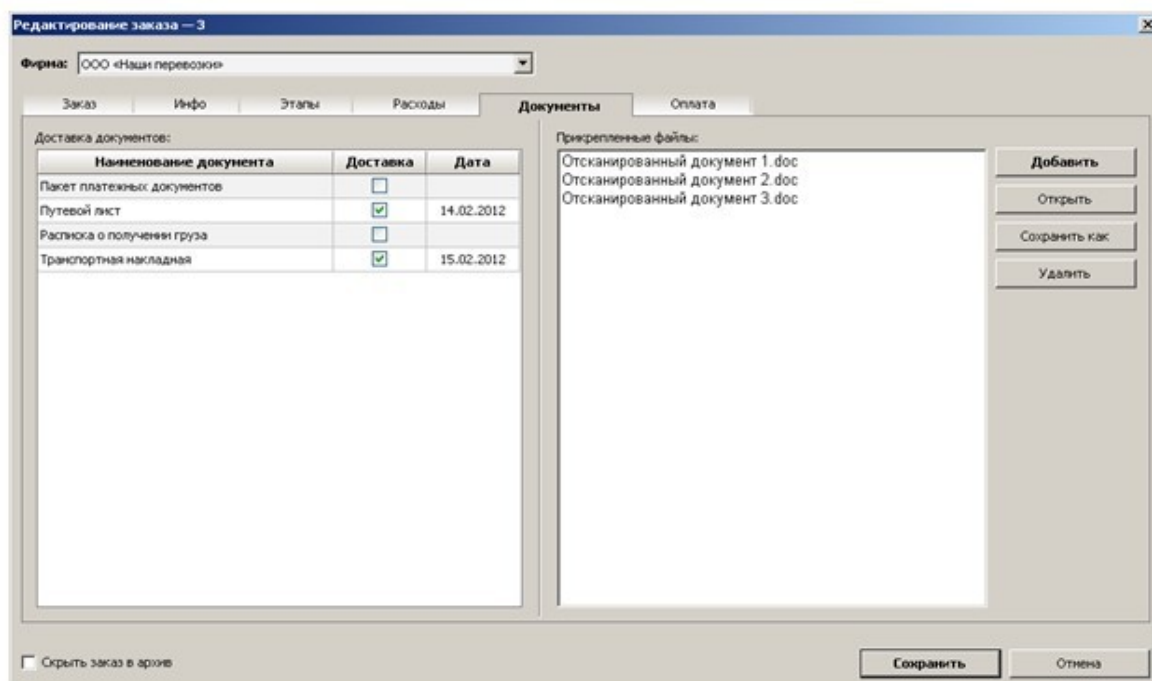 Редактирование заказа — 3
Фирма: ООО «Наши перевозки»
Заказ Инфо Этапы Расходы Документы Оплата
Доставка документов:
Наименование документа Доставка Дата
Пакет платежных документов
Путевой лист 14.02.2012
Расписка о получении груза
Транспортная накладная 15.02.2012
Прикрепленные файлы:
Отсканированный документ 1.doc
Отсканированный документ 2.doc
Отсканированный документ 3.doc
Добавить
Открыть
Сохранить как
Удалить
Скрыть заказ в архив
Сохранить Отмена